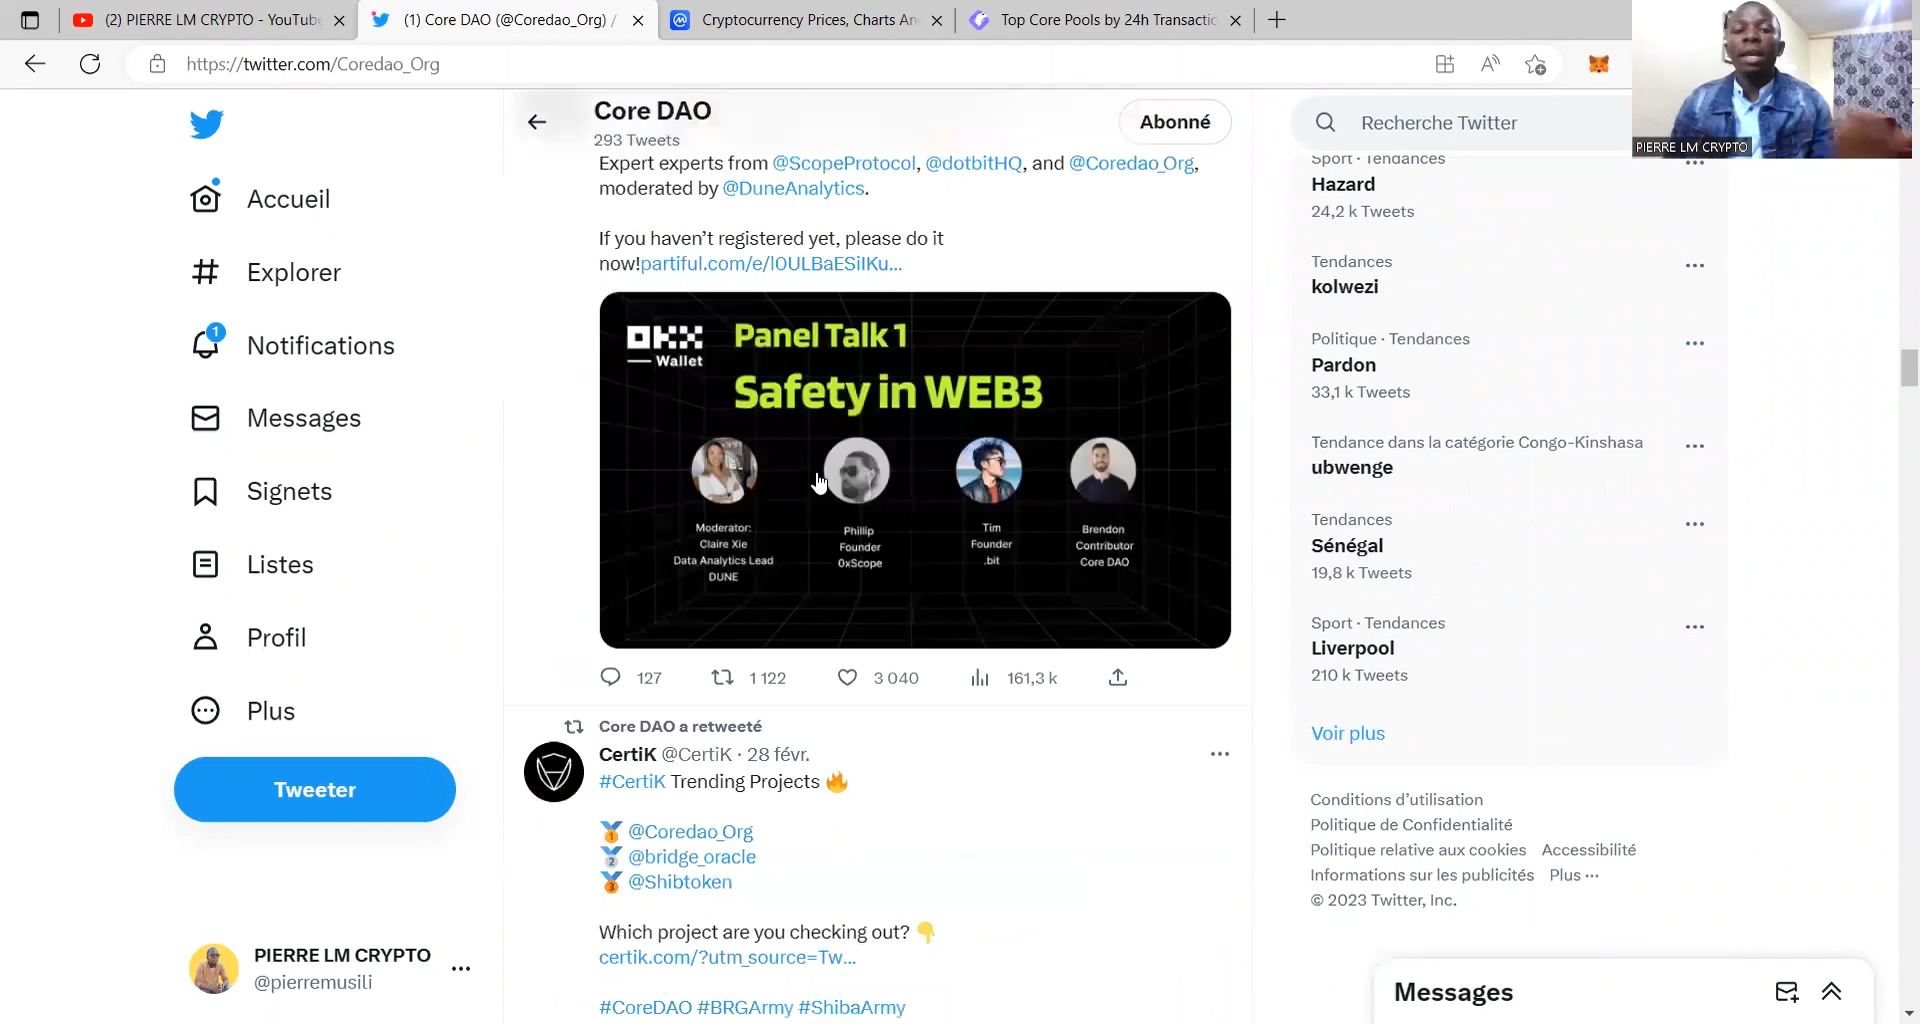 (2) PIERRE LM CRYPTO - YouTube
(1) Core DAO (@Coredao_Org) /
Cryptocurrency Prices, Charts An
Top Core Pools by 24h Transactio
https://twitter.com/Coredao_Org
PIERRE LM CRYPTO
Accueil
Explorer
1
Notifications
Messages
Signets
Listes
Profil
Plus
Tweeter
PIERRE LM CRYPTO
@pierremusili
Core DAO
293 Tweets
Abonné
Expert experts from @ScopeProtocol, @dotbitHQ, and @Coredao_Org,
moderated by @DuneAnalytics.
If you haven’t registered yet, please do it
now!partiful.com/e/l0ULBaESiIKu...
OKX
Wallet
Panel Talk 1
Safety in WEB3
Moderator:
Claire Xie
Data Analytics Lead
DUNE
Phillip
Founder
0xScope
Tim
Founder
.bit
Brendon
Contributor
Core DAO
127
1 122
3 040
161,3 k
Core DAO a retweeté
CertiK @CertiK · 28 févr.
#CertiK Trending Projects
1 @Coredao_Org
2 @bridge_oracle
3 @Shibtoken
Which project are you checking out?
certik.com/?utm_source=Tw...
#CoreDAO #BRGArmy #ShibaArmy
Recherche Twitter
Sport · Tendances
Hazard
24,2 k Tweets
Tendances
kolwezi
Politique · Tendances
Pardon
33,1 k Tweets
Tendance dans la catégorie Congo-Kinshasa
ubwenge
Tendances
Sénégal
19,8 k Tweets
Sport · Tendances
Liverpool
210 k Tweets
Voir plus
Conditions d’utilisation
Politique de Confidentialité
Politique relative aux cookies Accessibilité
Informations sur les publicités Plus ···
© 2023 Twitter, Inc.
Messages